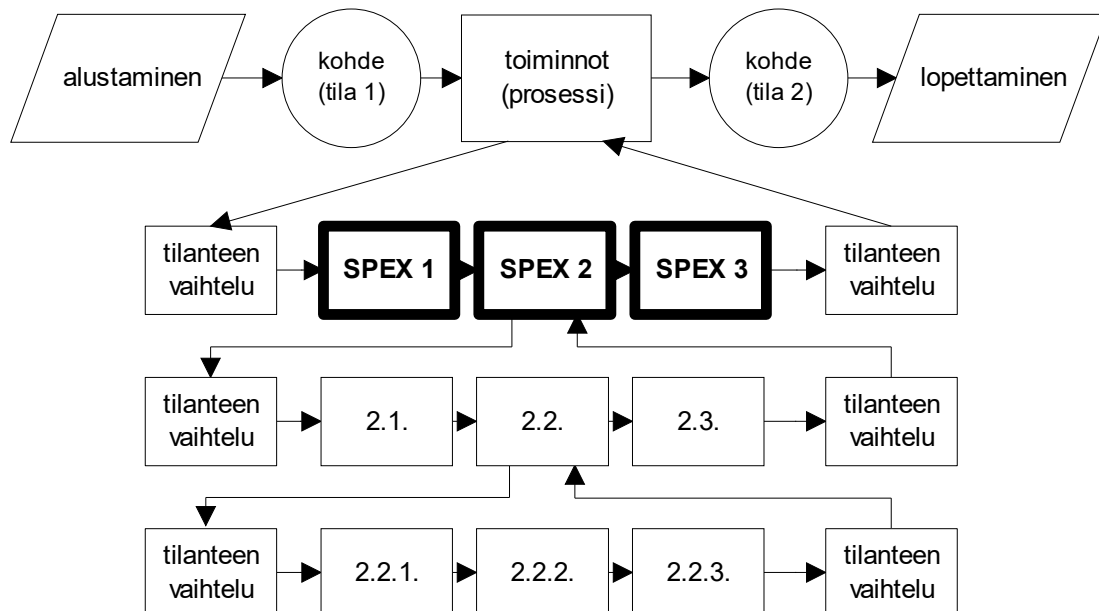 alustaminen
kohde
(tila 1)
toiminnot
(prosessi)
kohde
(tila 2)
lopettaminen
tilanteen
vaihtelu
SPEX 1
SPEX 2
SPEX 3
tilanteen
vaihtelu
tilanteen
vaihtelu
2.1.
2.2.
2.3.
tilanteen
vaihtelu
tilanteen
vaihtelu
2.2.1.
2.2.2.
2.2.3.
tilanteen
vaihtelu